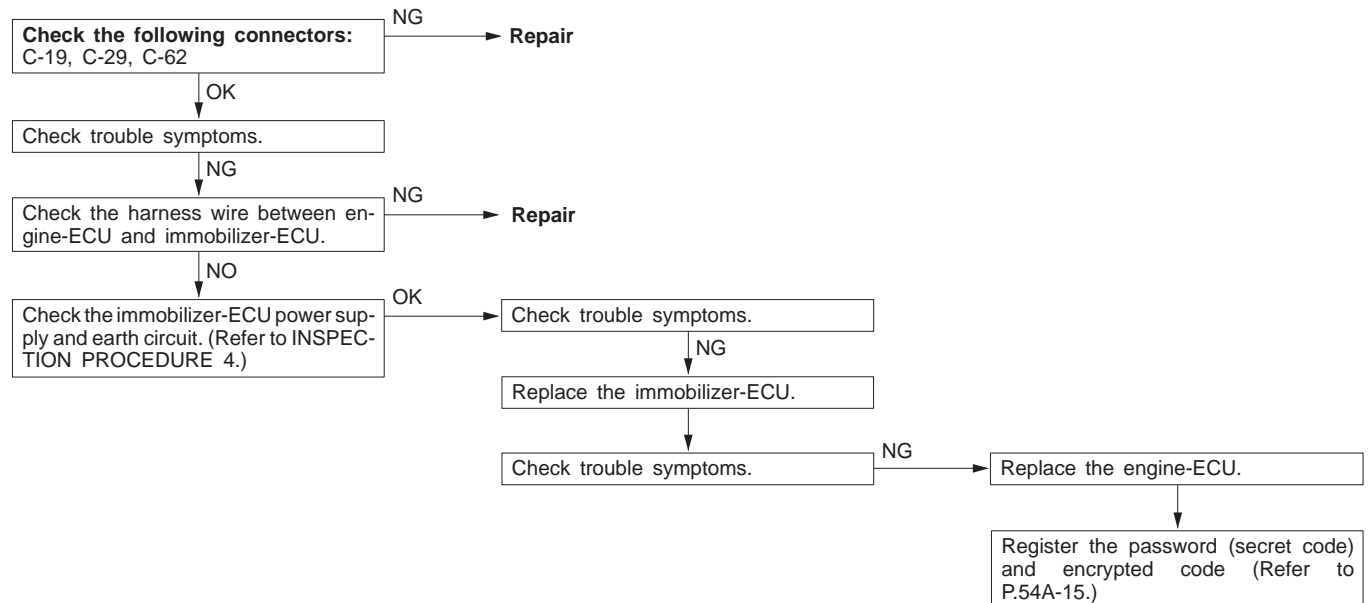 Check the following connectors:
C-19, C-29, C-62
NG
Repair
OK
Check trouble symptoms.
NG
Check the harness wire between en-
gine-ECU and immobilizer-ECU.
NG
Repair
NO
Check the immobilizer-ECU power sup-
ply and earth circuit. (Refer to INSPEC-
TION PROCEDURE 4.)
OK
Check trouble symptoms.
NG
Replace the immobilizer-ECU.
Check trouble symptoms.
NG
Replace the engine-ECU.
Register the password (secret code)
and encrypted code (Refer to
P.54A-15.)